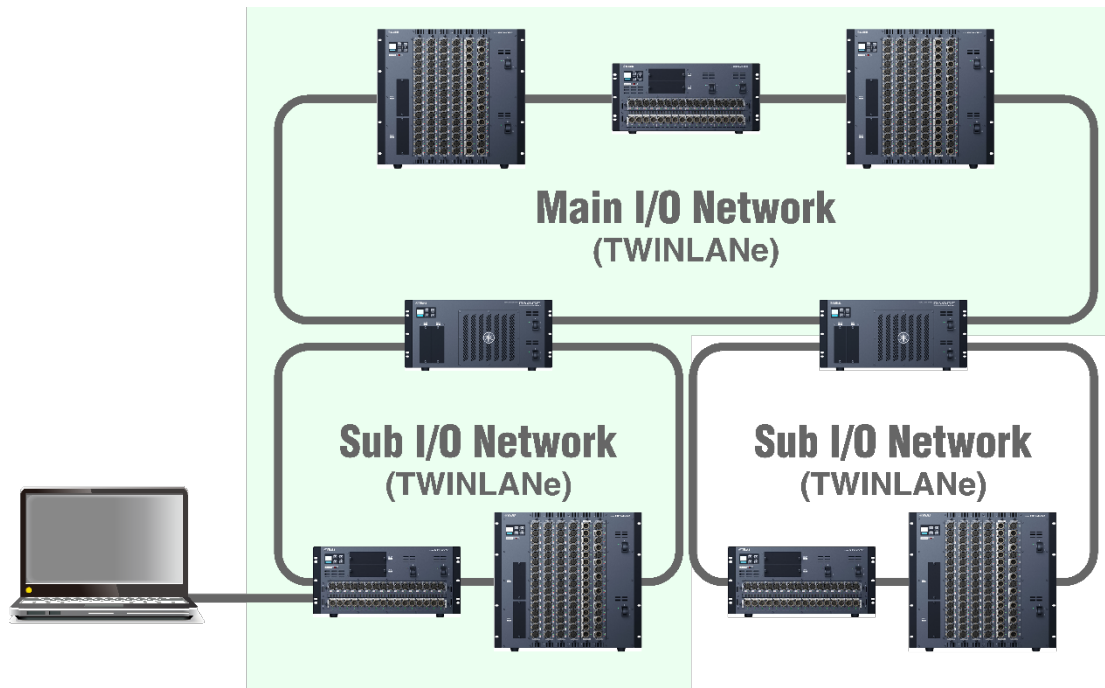 Main I/O Network
(TWINLANe)
Sub I/O Network
(TWINLANe)
Sub I/O Network
(TWINLANe)